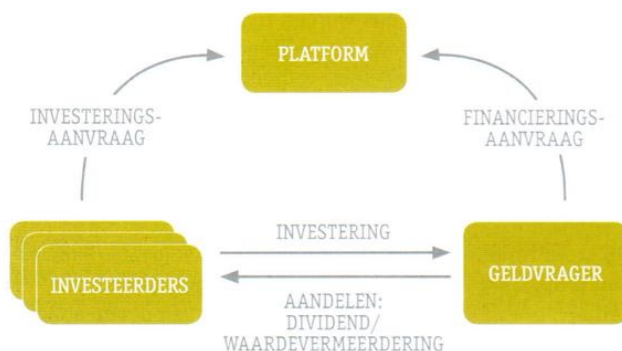 PLATFORM
INVESTERINGS-
AANVRAAG
FINANCIERINGS-
AANVRAAG
INVESTERING
INVESTEERDERS
GELDVRAGER
AANDELEN:
DIVIDEND/
WAARDEVERMEERDERING